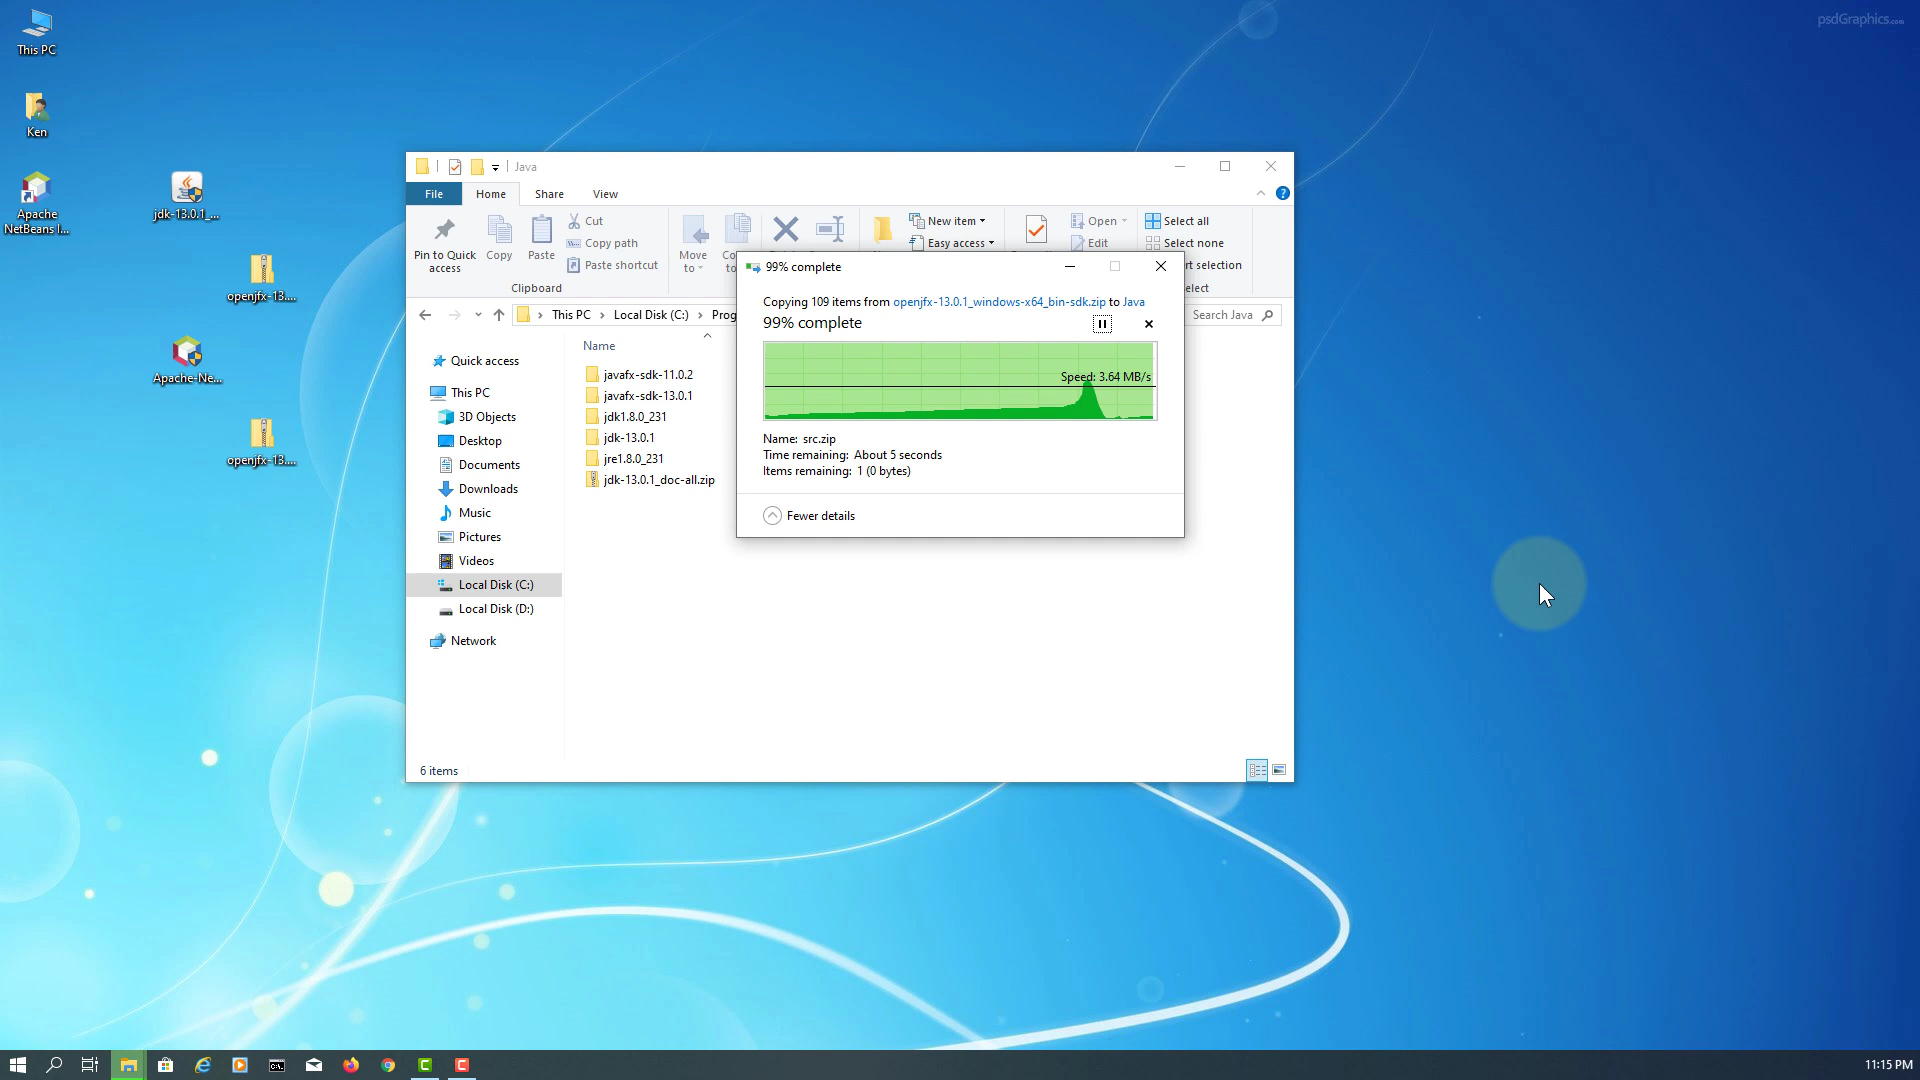 psdGraphics.com
This PC
Ken
Apache
NetBeans I...
jdk-13.0.1_...
openjfx-13....
Apache-Ne...
openjfx-13....
Java
File
Home
Share
View
Pin to Quick
access
Copy
Paste
Cut
Copy path
Paste shortcut
Clipboard
Move
to
New item
Easy access
Open
Edit
Select all
Select none
This PC
Local Disk (C:)
Search Java
Quick access
This PC
3D Objects
Desktop
Documents
Downloads
Music
Pictures
Videos
Local Disk (C:)
Local Disk (D:)
Network
Name
javafx-sdk-11.0.2
javafx-sdk-13.0.1
jdk1.8.0_231
jdk-13.0.1
jre1.8.0_231
jdk-13.0.1_doc-all.zip
6 items
99% complete
Copying 109 items from openjfx-13.0.1_windows-x64_bin-sdk.zip to Java
99% complete
Speed: 3.64 MB/s
Name: src.zip
Time remaining: About 5 seconds
Items remaining: 1 (0 bytes)
Fewer details
11:15 PM